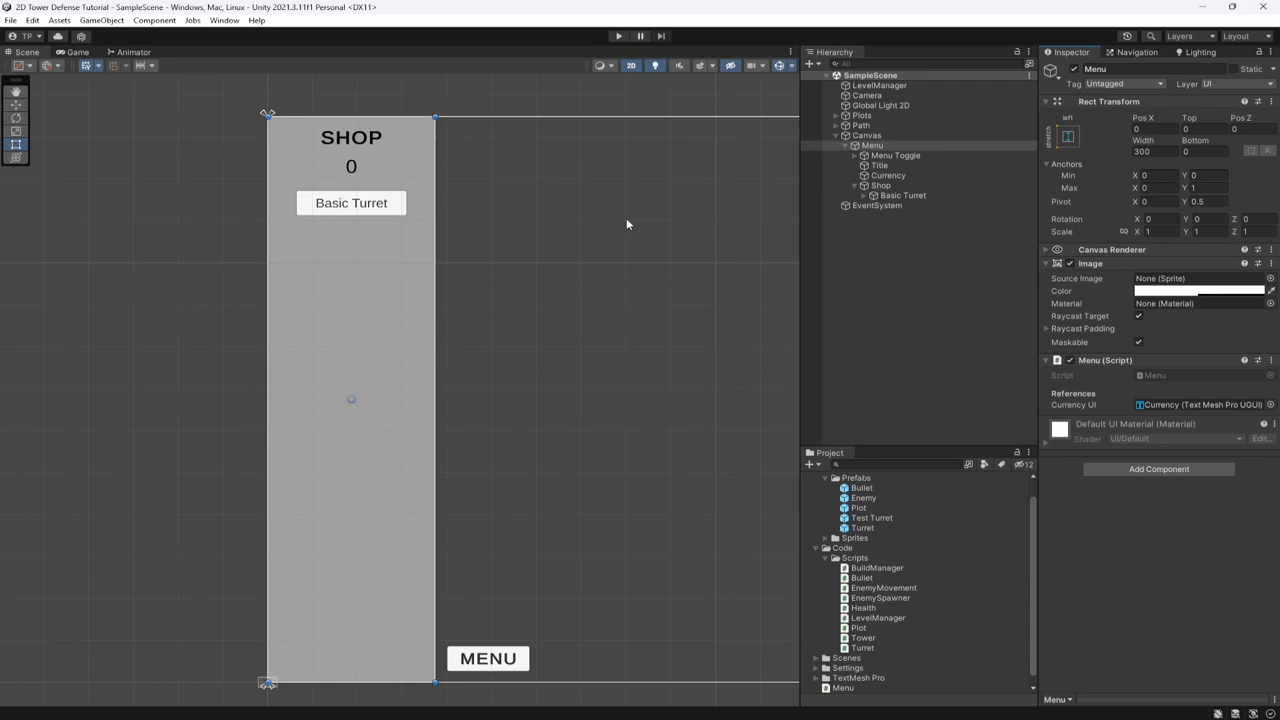 2D Tower Defense Tutorial - SampleScene - Windows, Mac, Linux - Unity 2021.3.11f1 Personal <DX11>
File Edit Assets GameObject Component Jobs Window Help
TP Layers Layout
Scene Game Animator
2D
SHOP
0
Basic Turret
MENU
Hierarchy
All
SampleScene
LevelManager
Camera
Global Light 2D
Plots
Path
Canvas
Menu
Menu Toggle
Title
Currency
Shop
Basic Turret
EventSystem
Project
12
Prefabs
Bullet
Enemy
Plot
Test Turret
Turret
Sprites
Code
Scripts
BuildManager
Bullet
EnemyMovement
EnemySpawner
Health
LevelManager
Plot
Tower
Turret
Scenes
Settings
TextMesh Pro
Menu
Inspector Navigation Lighting
Menu Static
Tag Untagged Layer UI
Rect Transform
left
stretch
Pos X Top Pos Z
0 0 0
Width Bottom
300 0
R
Anchors
Min X 0 Y 0
Max X 0 Y 1
Pivot X 0 Y 0.5
Rotation X 0 Y 0 Z 0
Scale X 1 Y 1 Z 1
Canvas Renderer
Image
Source Image None (Sprite)
Color
Material None (Material)
Raycast Target
Raycast Padding
Maskable
Menu (Script)
Script Menu
References
Currency UI Currency (Text Mesh Pro UGUI)
Default UI Material (Material)
Shader UI/Default Edit...
Add Component
Menu